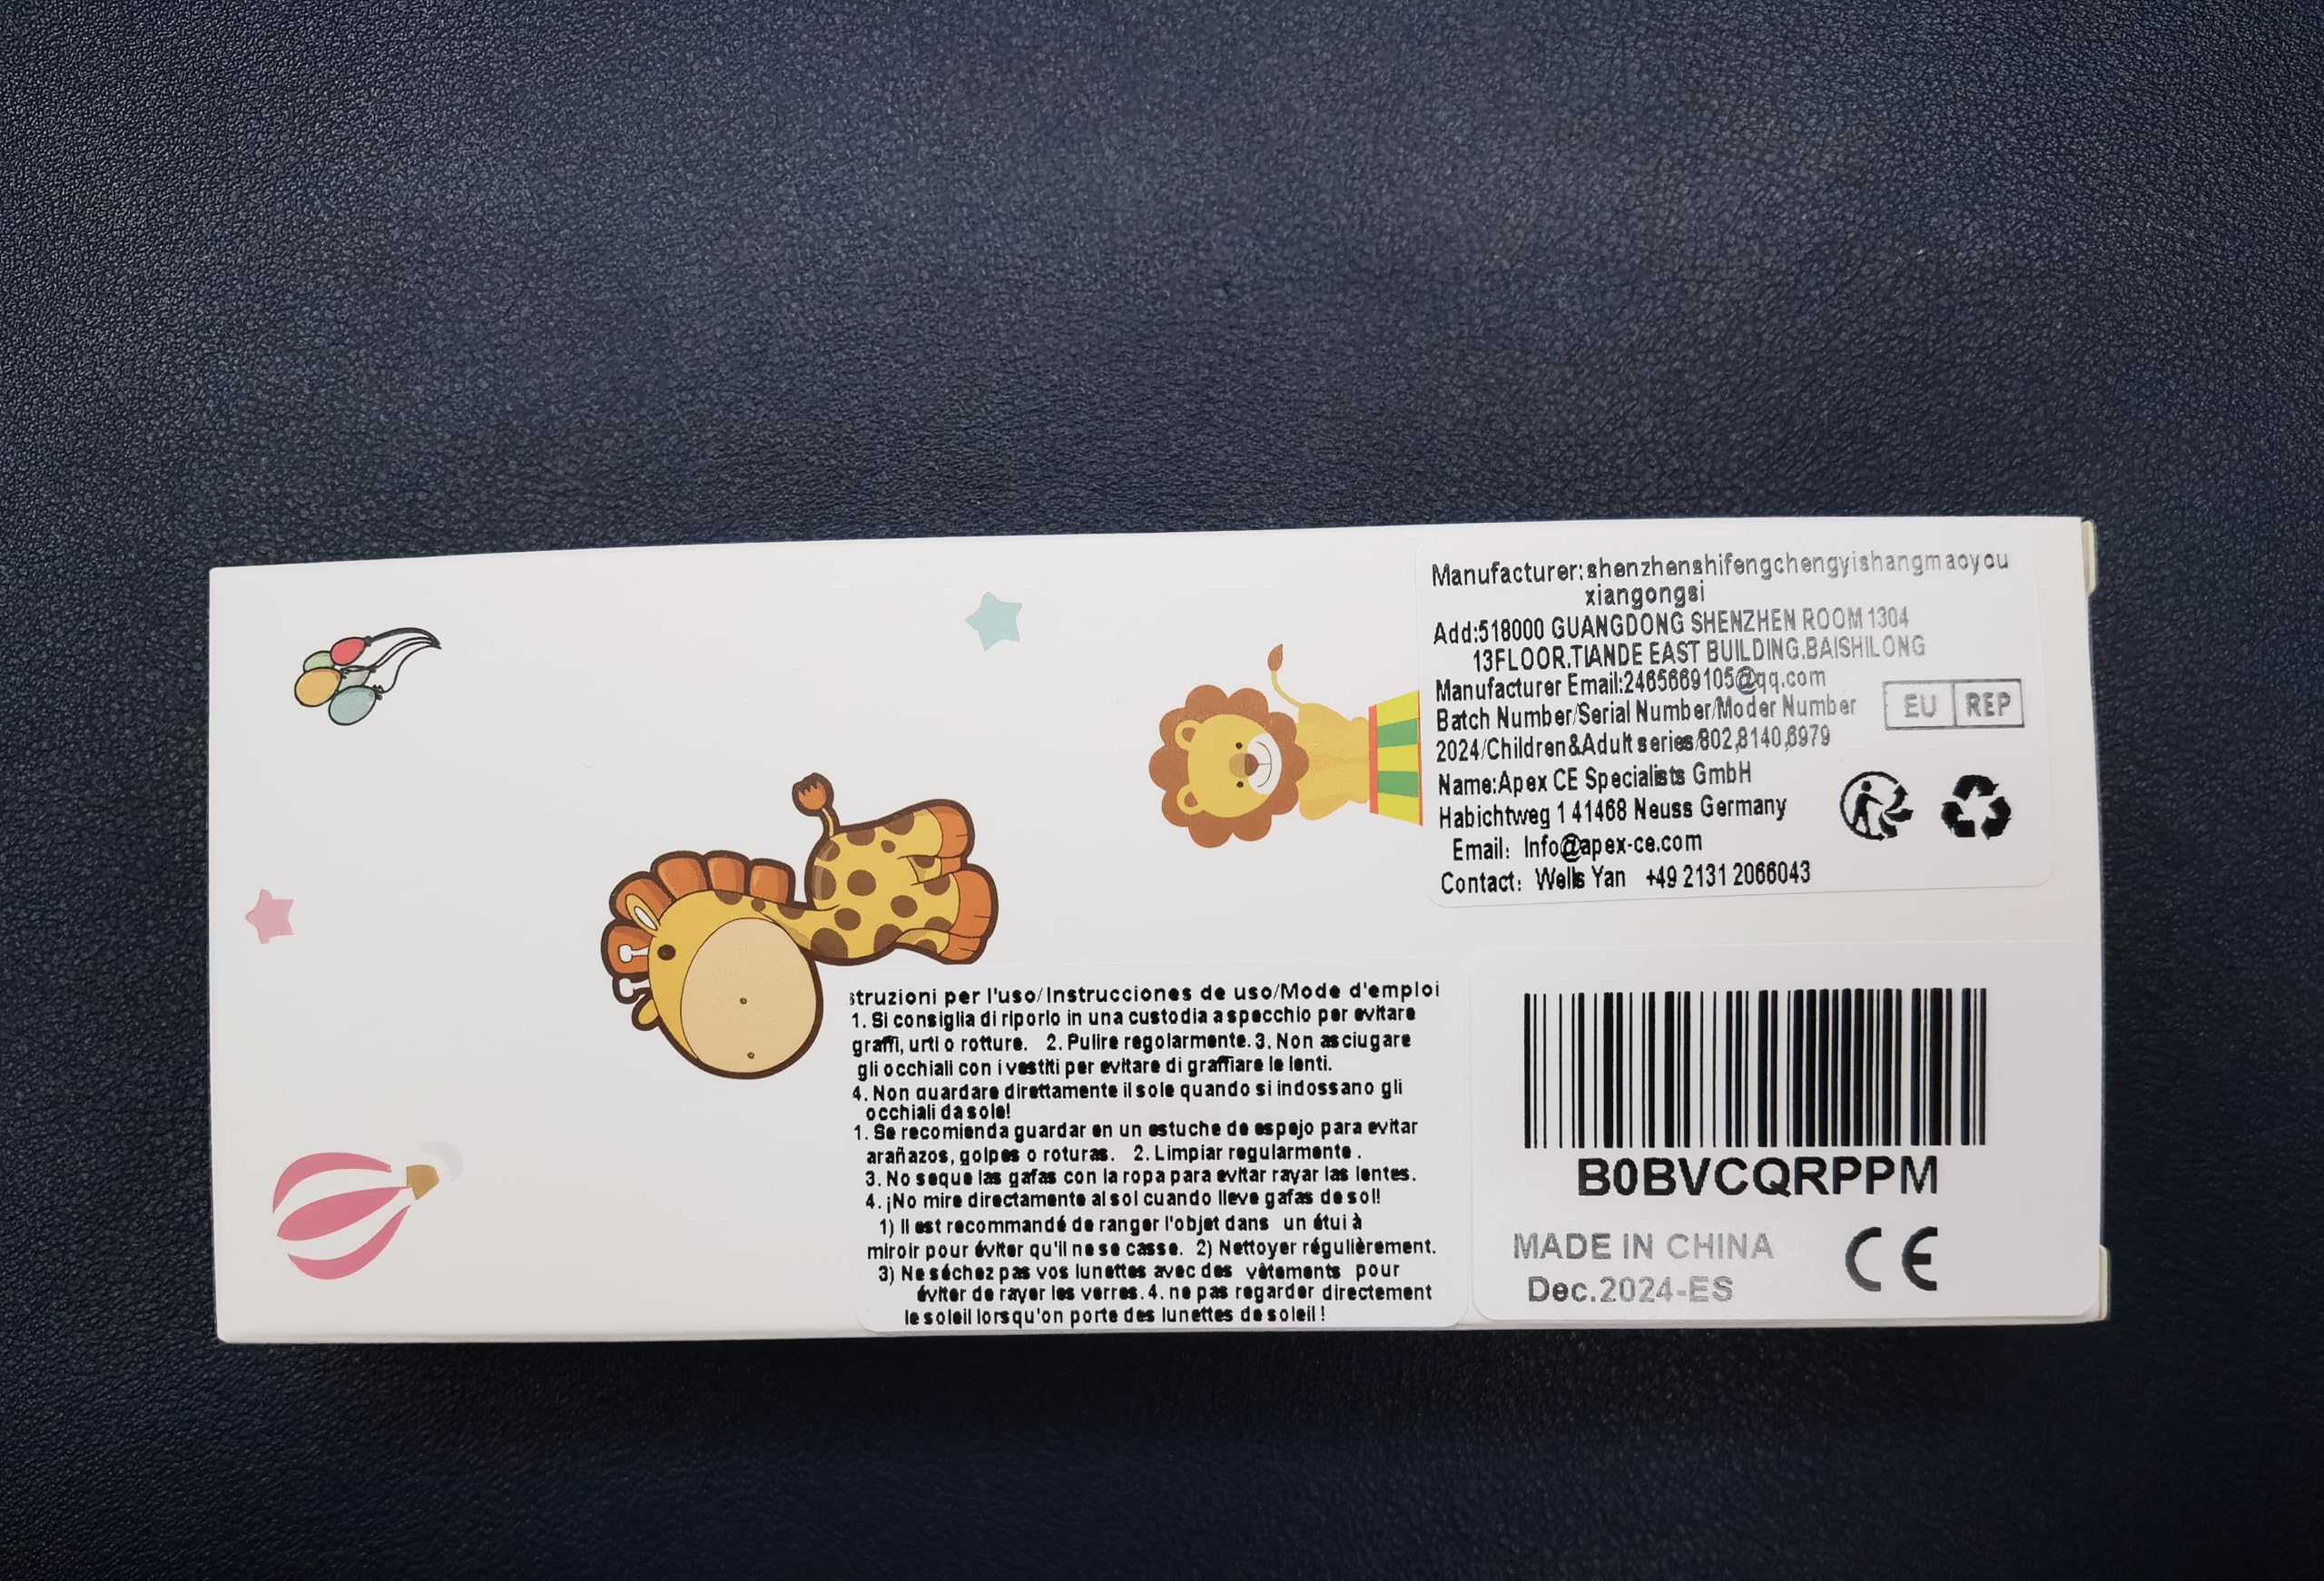 Manufacturer:shenzhenshifengchengyishangmaoyou
xiangongsi
Add:518000 GUANGDONG SHENZHEN ROOM 1304
13FLOOR.TIANDE EAST BUILDING.BAISHILONG
Manufacturer Email:2465669105@qq.com
Batch Number/Serial Number/Moder Number
2024/Children&Adult series/802,8140,6979
EU REP
Name:Apex CE Specialists GmbH
Habichtweg 1 41468 Neuss Germany
Email: Info@apex-ce.com
Contact: Wells Yan +49 2131 2066043
struzioni per l'uso/Instrucciones de uso/Mode d'emploi
1. Si consiglia di riporlo in una custodia a specchio per evitare
graffi, urti o rotture. 2. Pulire regolarmente. 3. Non asciugare
gli occhiali con i vestiti per evitare di graffiare le lenti.
4. Non guardare direttamente il sole quando si indossano gli
occhiali da sole!
1. Se recomienda guardar en un estuche de espejo para evitar
arañazos, golpes o roturas. 2. Limpiar regularmente.
3. No seque las gafas con la ropa para evitar rayar las lentes.
4. ¡No mire directamente al sol cuando lleve gafas de sol!
1) Il est recommandé de ranger l'objet dans un étui à
miroir pour éviter qu'il ne se casse. 2) Nettoyer régulièrement.
3) Ne séchez pas vos lunettes avec des vêtements pour
éviter de rayer les verres. 4. ne pas regarder directement
le soleil lorsqu'on porte des lunettes de soleil !
B0BVCQRPPM
MADE IN CHINA
Dec.2024-ES
CE